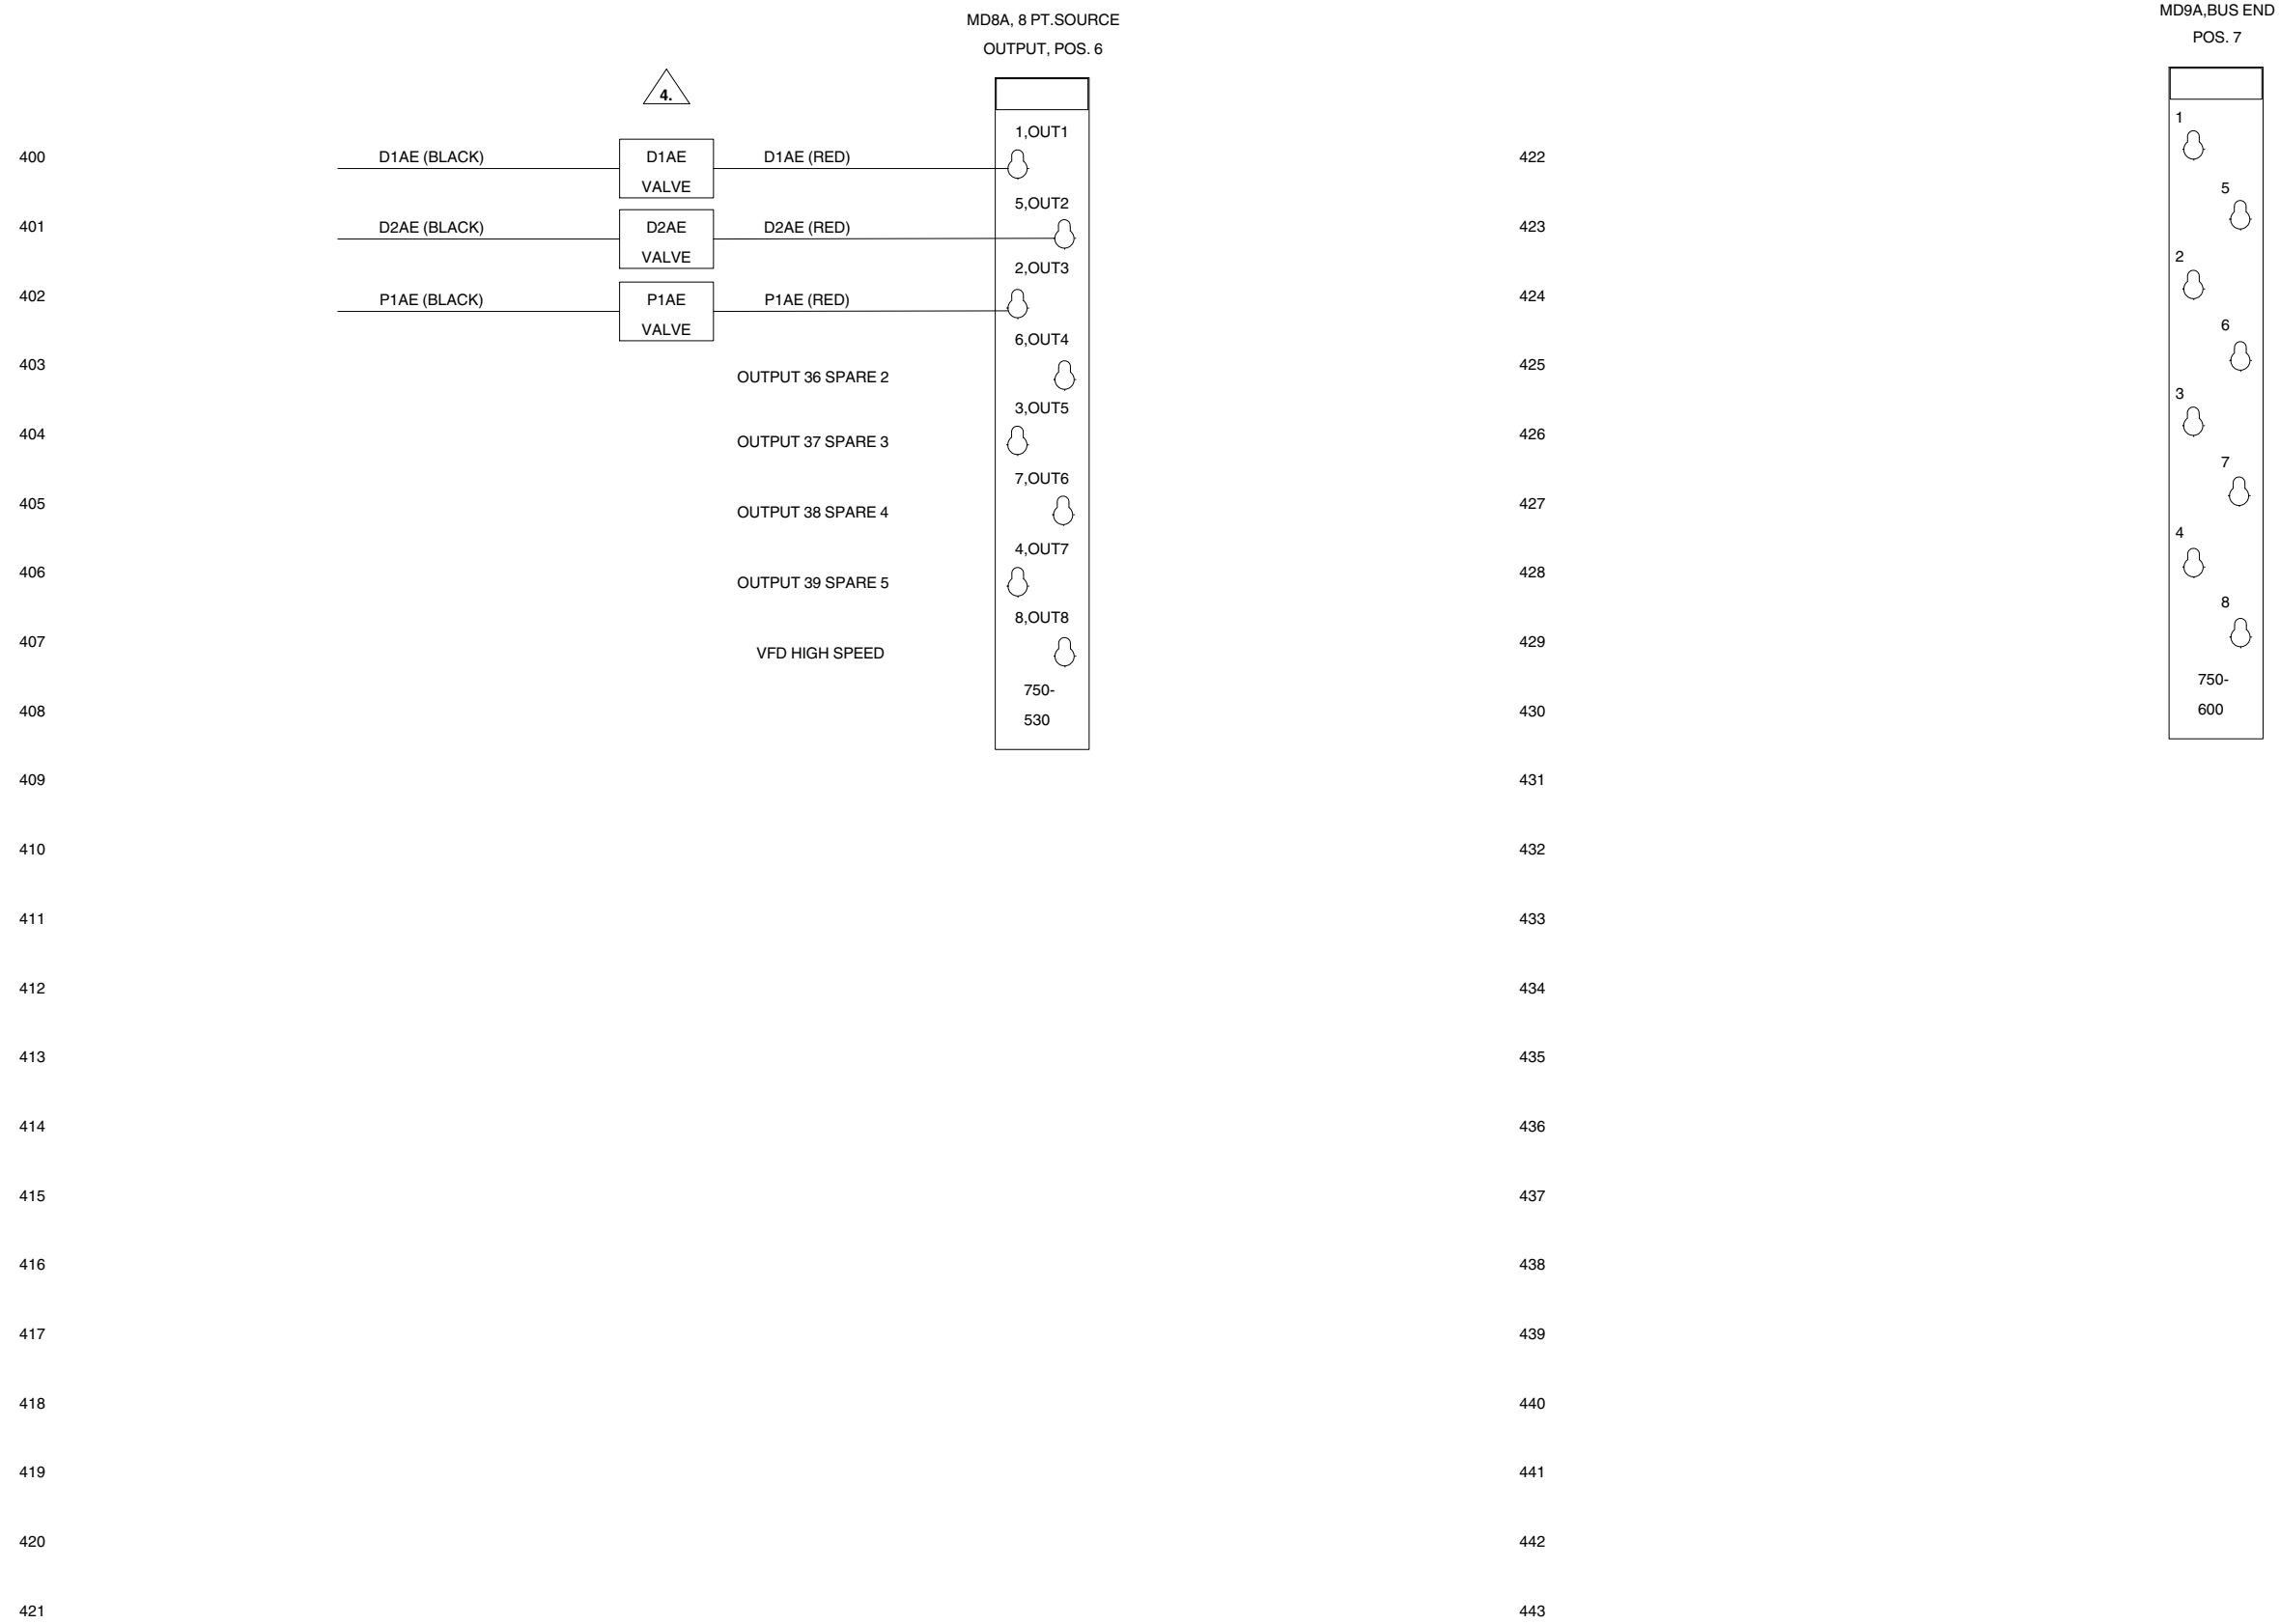 MD8A, 8 PT.SOURCE
OUTPUT, POS. 6
4.
400
D1AE (BLACK)
D1AE
VALVE
D1AE (RED)
1,OUT1
401
D2AE (BLACK)
D2AE
VALVE
D2AE (RED)
5,OUT2
402
P1AE (BLACK)
P1AE
VALVE
P1AE (RED)
2,OUT3
403
OUTPUT 36 SPARE 2
6,OUT4
404
OUTPUT 37 SPARE 3
3,OUT5
405
OUTPUT 38 SPARE 4
7,OUT6
406
OUTPUT 39 SPARE 5
4,OUT7
407
VFD HIGH SPEED
8,OUT8
408
750-
530
409
410
411
412
413
414
415
416
417
418
419
420
421
MD9A,BUS END
POS. 7
422
1
423
5
424
2
425
6
426
3
427
7
428
4
429
8
430
750-
600
431
432
433
434
435
436
437
438
439
440
441
442
443